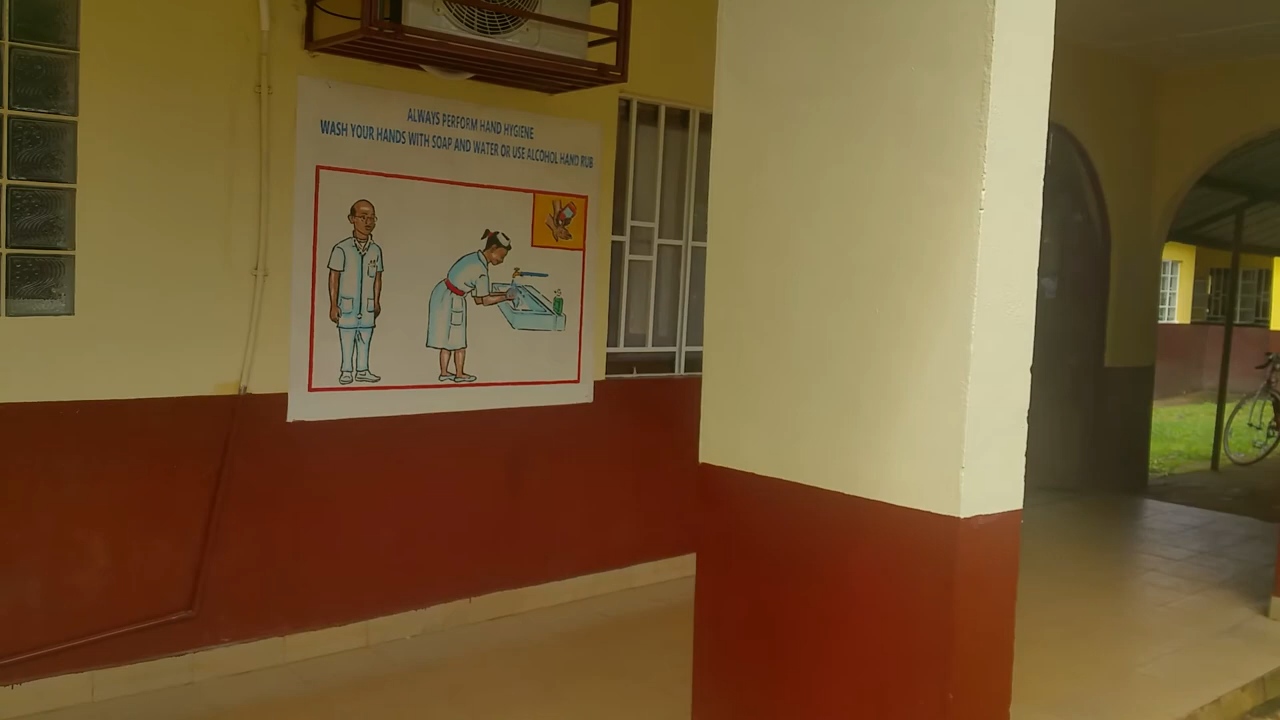 ALWAYS PERFORM HAND HYGIENE
WASH YOUR HANDS WITH SOAP AND WATER OR USE ALCOHOL HAND RUB